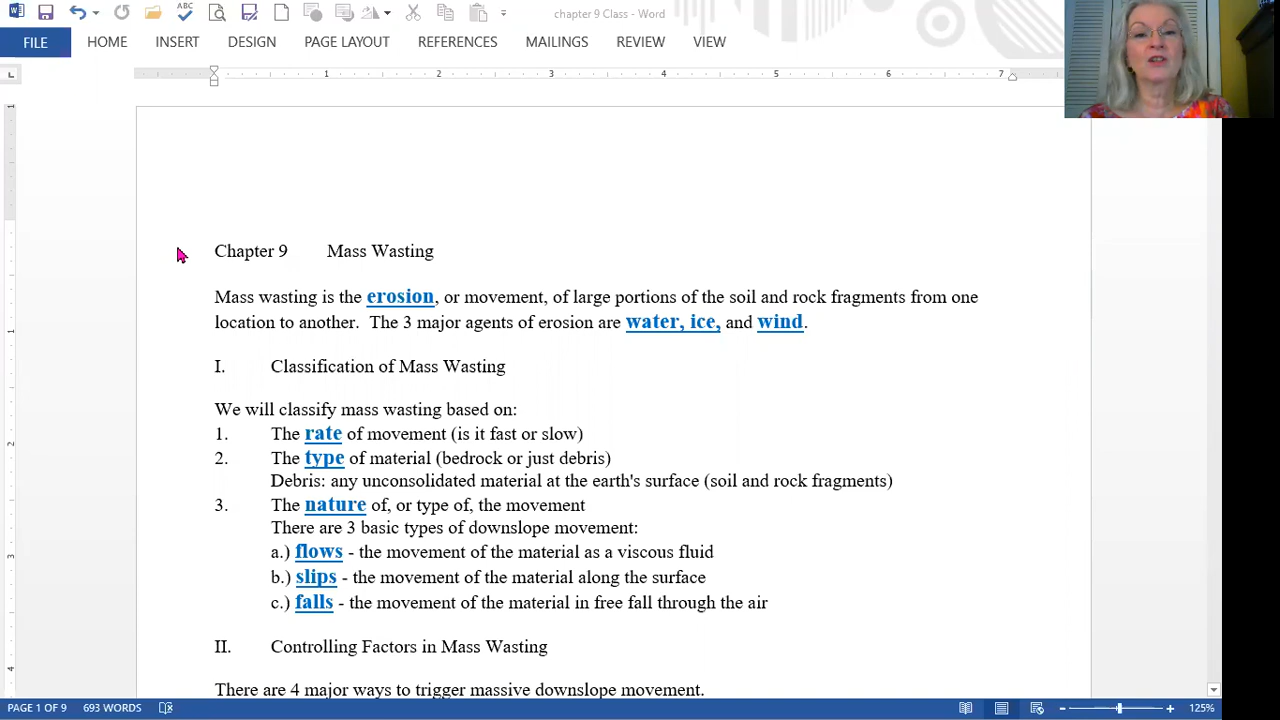 chapter 9 Class - Word
FILE HOME INSERT DESIGN PAGE LAYOUT REFERENCES MAILINGS REVIEW VIEW
1 2 3 4 5 6 7
Chapter 9 Mass Wasting
Mass wasting is the erosion, or movement, of large portions of the soil and rock fragments from one
location to another. The 3 major agents of erosion are water, ice, and wind.
I. Classification of Mass Wasting
We will classify mass wasting based on:
1. The rate of movement (is it fast or slow)
2. The type of material (bedrock or just debris)
Debris: any unconsolidated material at the earth's surface (soil and rock fragments)
3. The nature of, or type of, the movement
There are 3 basic types of downslope movement:
a.) flows - the movement of the material as a viscous fluid
b.) slips - the movement of the material along the surface
c.) falls - the movement of the material in free fall through the air
II. Controlling Factors in Mass Wasting
There are 4 major ways to trigger massive downslope movement.
PAGE 1 OF 9 693 WORDS 125%